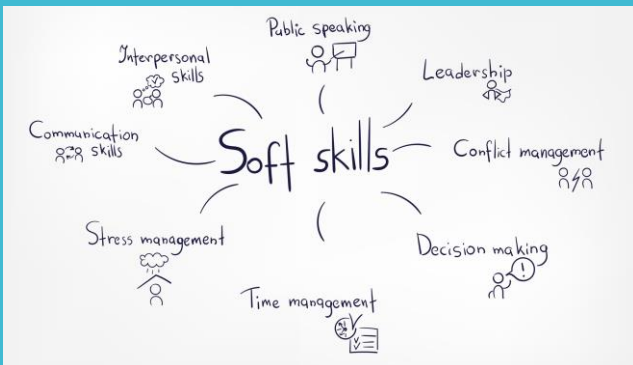 Public speaking
Interpersonal
skills
Leadership
Communication
skills
Soft skills
Conflict management
Stress management
Decision making
Time management